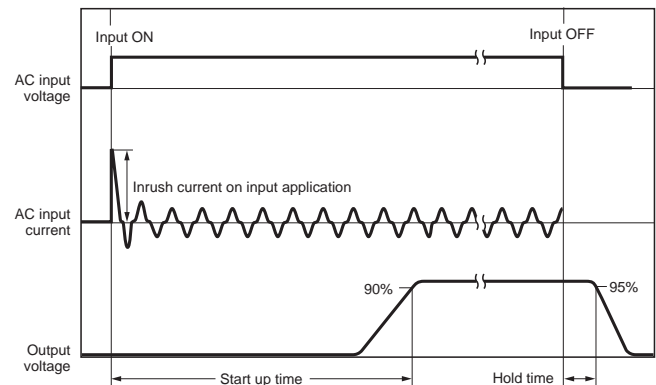 Input ON
Input OFF
AC input
voltage
Inrush current on input application
AC input
current
90%
95%
Output
voltage
Start up time
Hold time